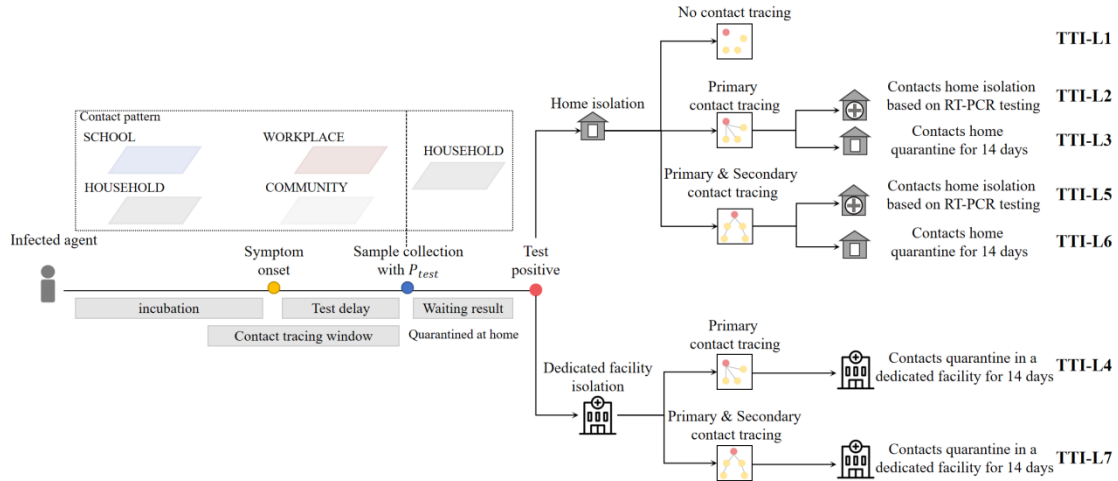 No contact tracing
TTI-L1
Contact pattern
SCHOOL
WORKPLACE
HOUSEHOLD
HOUSEHOLD
COMMUNITY
Infected agent
Symptom
onset
Sample collection
with P_test
Test
positive
incubation
Test delay
Waiting result
Contact tracing window
Quarantined at home
Home isolation
Primary
contact tracing
Contacts home isolation
based on RT-PCR testing
TTI-L2
Contacts home
quarantine for 14 days
TTI-L3
Primary & Secondary
contact tracing
Contacts home isolation
based on RT-PCR testing
TTI-L5
Contacts home
quarantine for 14 days
TTI-L6
Dedicated facility
isolation
Primary
contact tracing
Contacts quarantine in a
dedicated facility for 14 days
TTI-L4
Primary & Secondary
contact tracing
Contacts quarantine in a
dedicated facility for 14 days
TTI-L7